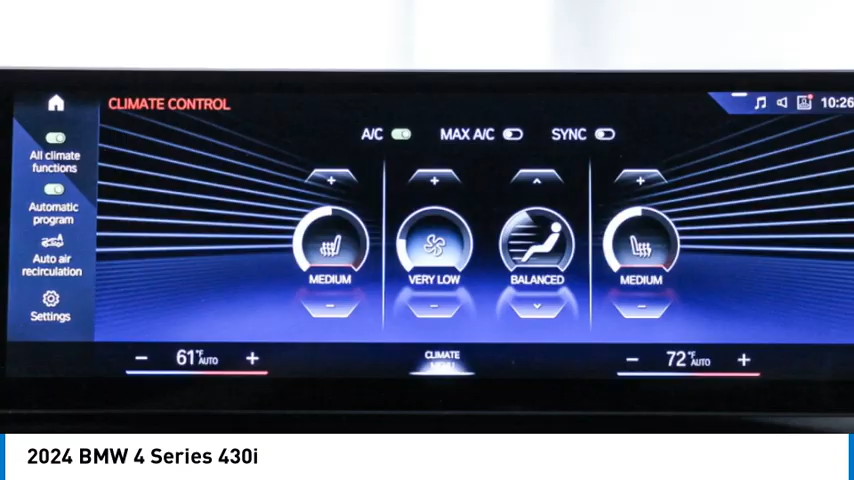 CLIMATE CONTROL
10:26
A/C MAX A/C SYNC
All climate
functions
Automatic
program
Auto air
recirculation
Settings
MEDIUM VERY LOW BALANCED MEDIUM
61°F AUTO
CLIMATE
MENU
72°F AUTO
2024 BMW 4 Series 430i